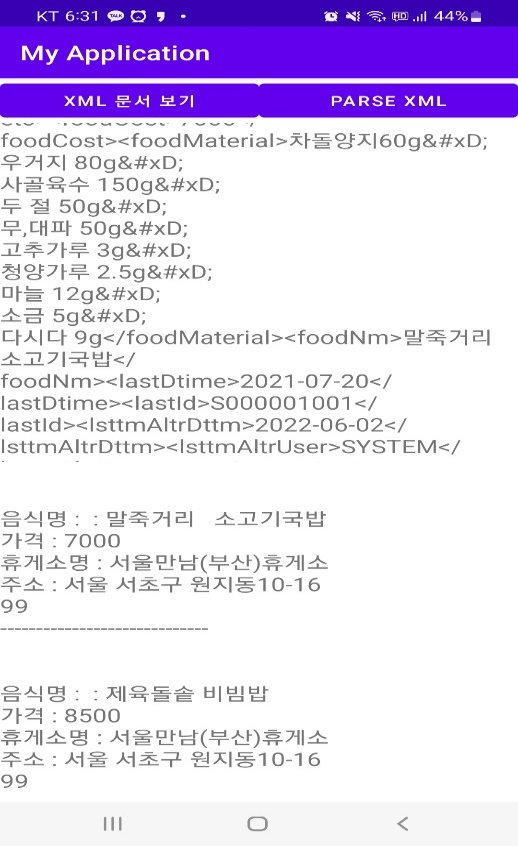 KT 6:31 TALK
HD 44%
My Application
XML 문서 보기
PARSE XML
foodCost><foodMaterial>차돌양지60g&#xD;
우거지 80g&#xD;
사골육수 150g&#xD;
두 절 50g&#xD;
무,대파 50g&#xD;
고추가루 3g&#xD;
청양가루 2.5g&#xD;
마늘 12g&#xD;
소금 5g&#xD;
다시다 9g</foodMaterial><foodNm>말죽거리
소고기국밥</
foodNm><lastDtime>2021-07-20</
lastDtime><lastId>S000001001</
lastId><lsttmAltrDttm>2022-06-02</
lsttmAltrDttm><lsttmAltrUser>SYSTEM</
음식명 : : 말죽거리 소고기국밥
가격 : 7000
휴게소명 : 서울만남(부산)휴게소
주소 : 서울 서초구 원지동10-16
99
-----------------------------
음식명 : : 제육돌솥 비빔밥
가격 : 8500
휴게소명 : 서울만남(부산)휴게소
주소 : 서울 서초구 원지동10-16
99